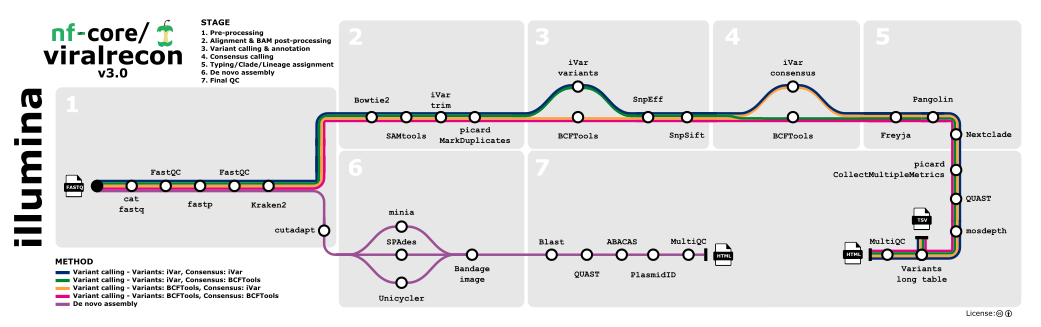 nf-core/
viralrecon
v3.0
STAGE
1. Pre-processing
2. Alignment & BAM post-processing
3. Variant calling & annotation
4. Consensus calling
5. Typing/Clade/Lineage assignment
6. De novo assembly
7. Final QC
illumina
1
FASTQ
cat
fastq
FastQC
fastp
FastQC
Kraken2
cutadapt
2
Bowtie2
SAMtools
iVar
trim
picard
MarkDuplicates
3
iVar
variants
BCFTools
SnpEff
SnpSift
4
iVar
consensus
BCFTools
5
Freyja
Pangolin
Nextclade
6
minia
SPAdes
Unicycler
Bandage
image
7
Blast
QUAST
ABACAS
PlasmidID
MultiQC
HTML
picard
CollectMultipleMetrics
QUAST
mosdepth
TSV
Variants
long table
MultiQC
HTML
METHOD
Variant calling - Variants: iVar, Consensus: iVar
Variant calling - Variants: iVar, Consensus: BCFTools
Variant calling - Variants: BCFTools, Consensus: iVar
Variant calling - Variants: BCFTools, Consensus: BCFTools
De novo assembly
License: